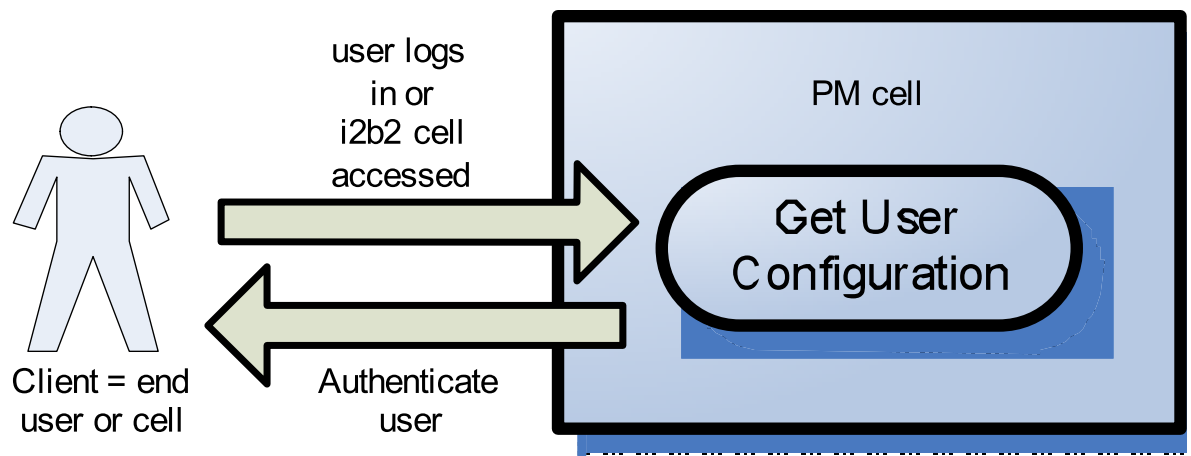 user logs
in or
i2b2 cell
accessed
PM cell
Get User
Configuration
Client = end
user or cell
Authenticate
user